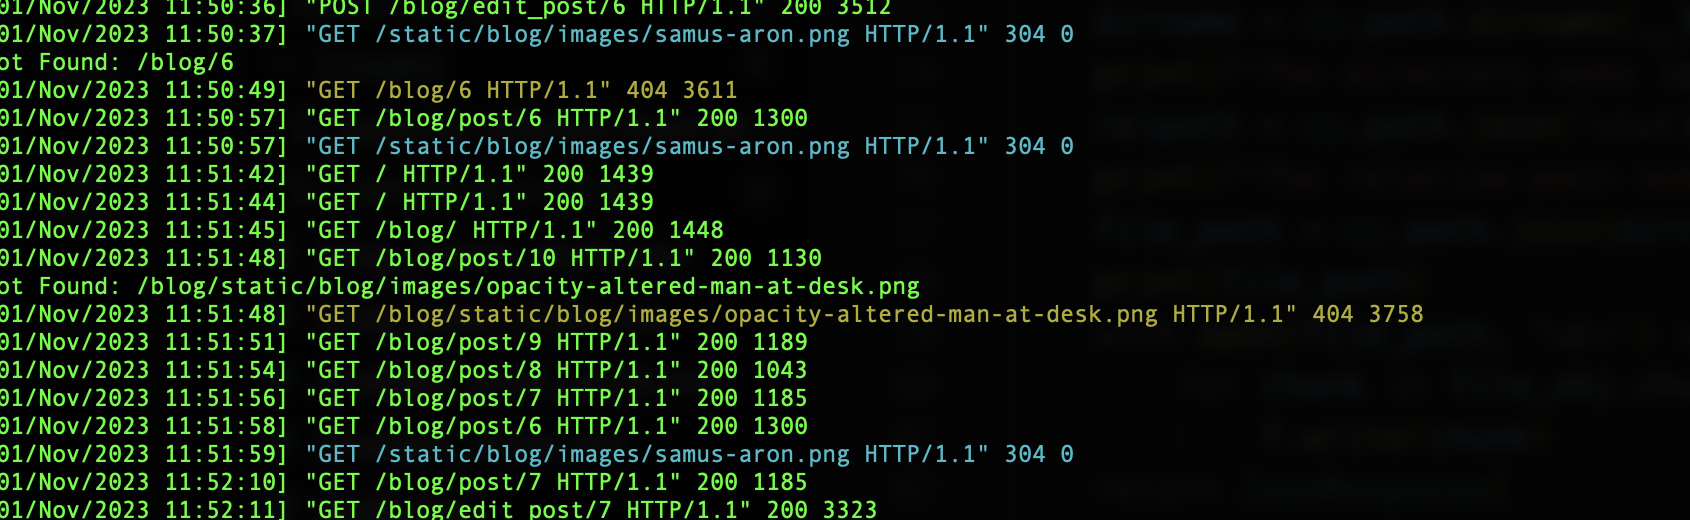 01/Nov/2023 11:50:36] "POST /blog/edit_post/6 HTTP/1.1" 200 3512
01/Nov/2023 11:50:37] "GET /static/blog/images/samus-aron.png HTTP/1.1" 304 0
ot Found: /blog/6
01/Nov/2023 11:50:49] "GET /blog/6 HTTP/1.1" 404 3611
01/Nov/2023 11:50:57] "GET /blog/post/6 HTTP/1.1" 200 1300
01/Nov/2023 11:50:57] "GET /static/blog/images/samus-aron.png HTTP/1.1" 304 0
01/Nov/2023 11:51:42] "GET / HTTP/1.1" 200 1439
01/Nov/2023 11:51:44] "GET / HTTP/1.1" 200 1439
01/Nov/2023 11:51:45] "GET /blog/ HTTP/1.1" 200 1448
01/Nov/2023 11:51:48] "GET /blog/post/10 HTTP/1.1" 200 1130
ot Found: /blog/static/blog/images/opacity-altered-man-at-desk.png
01/Nov/2023 11:51:48] "GET /blog/static/blog/images/opacity-altered-man-at-desk.png HTTP/1.1" 404 3758
01/Nov/2023 11:51:51] "GET /blog/post/9 HTTP/1.1" 200 1189
01/Nov/2023 11:51:54] "GET /blog/post/8 HTTP/1.1" 200 1043
01/Nov/2023 11:51:56] "GET /blog/post/7 HTTP/1.1" 200 1185
01/Nov/2023 11:51:58] "GET /blog/post/6 HTTP/1.1" 200 1300
01/Nov/2023 11:51:59] "GET /static/blog/images/samus-aron.png HTTP/1.1" 304 0
01/Nov/2023 11:52:10] "GET /blog/post/7 HTTP/1.1" 200 1185
01/Nov/2023 11:52:11] "GET /blog/edit_post/7 HTTP/1.1" 200 3323